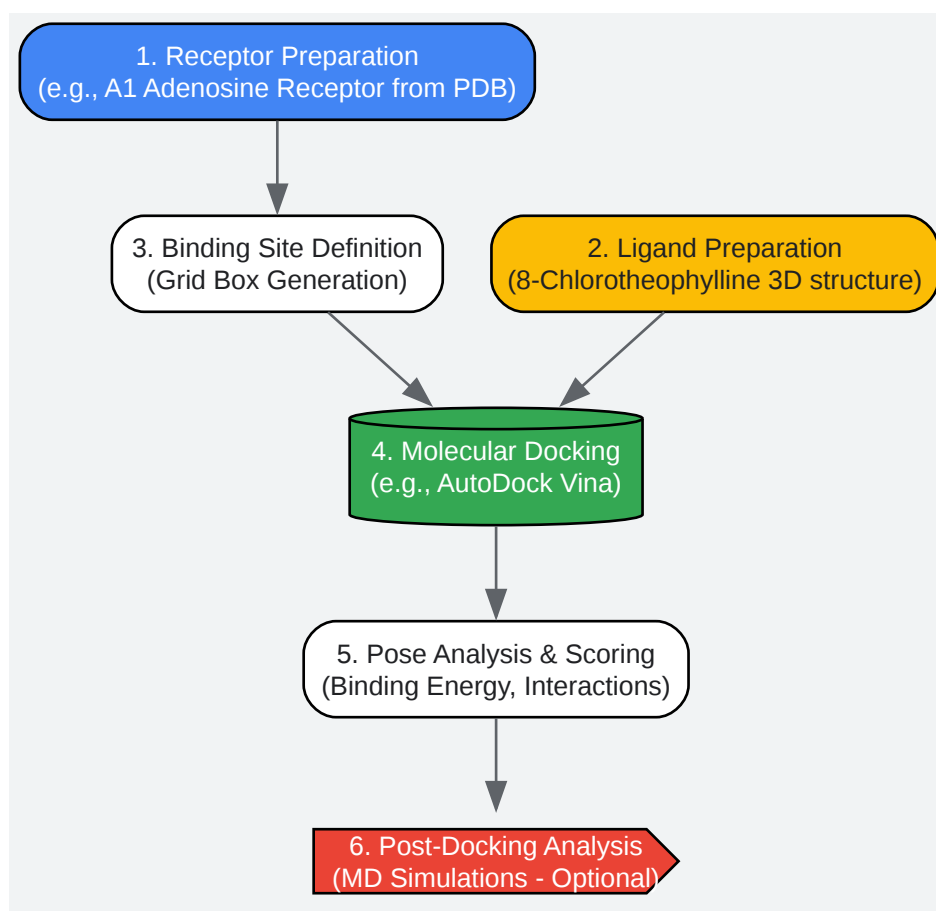 1. Receptor Preparation
(e.g., A1 Adenosine Receptor from PDB)
3. Binding Site Definition
(Grid Box Generation)
2. Ligand Preparation
(8-Chlorotheophylline 3D structure)
4. Molecular Docking
(e.g., AutoDock Vina)
5. Pose Analysis & Scoring
(Binding Energy, Interactions)
6. Post-Docking Analysis
(MD Simulations - Optional)